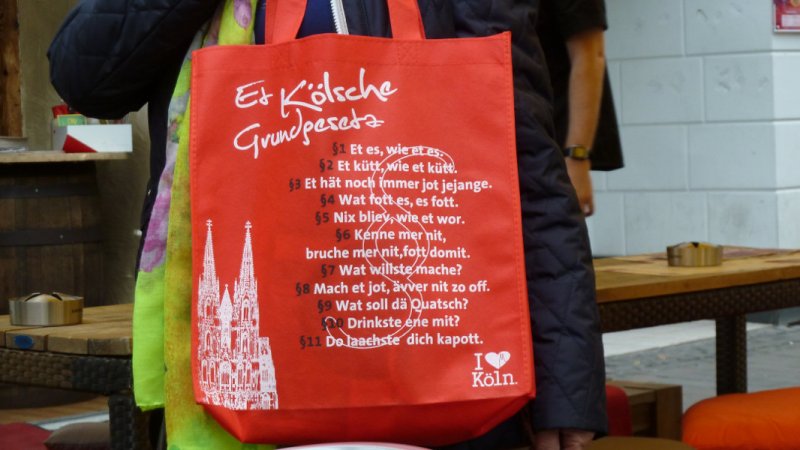 Et Kölsche
Grundgesetz
§1 Et es, wie et es.
§2 Et kütt, wie et kütt.
§3 Et hät noch immer jot jejange.
§4 Wat fott es, es fott.
§5 Nix bliev, wie et wor.
§6 Kenne mer nit,
bruche mer nit, fott domit.
§7 Wat willste mache?
§8 Mach et jot, ävver nit zo off.
§9 Wat soll dä Quatsch?
§10 Drinkste ene mit?
§11 Do laachste dich kapott.
I
Köln.